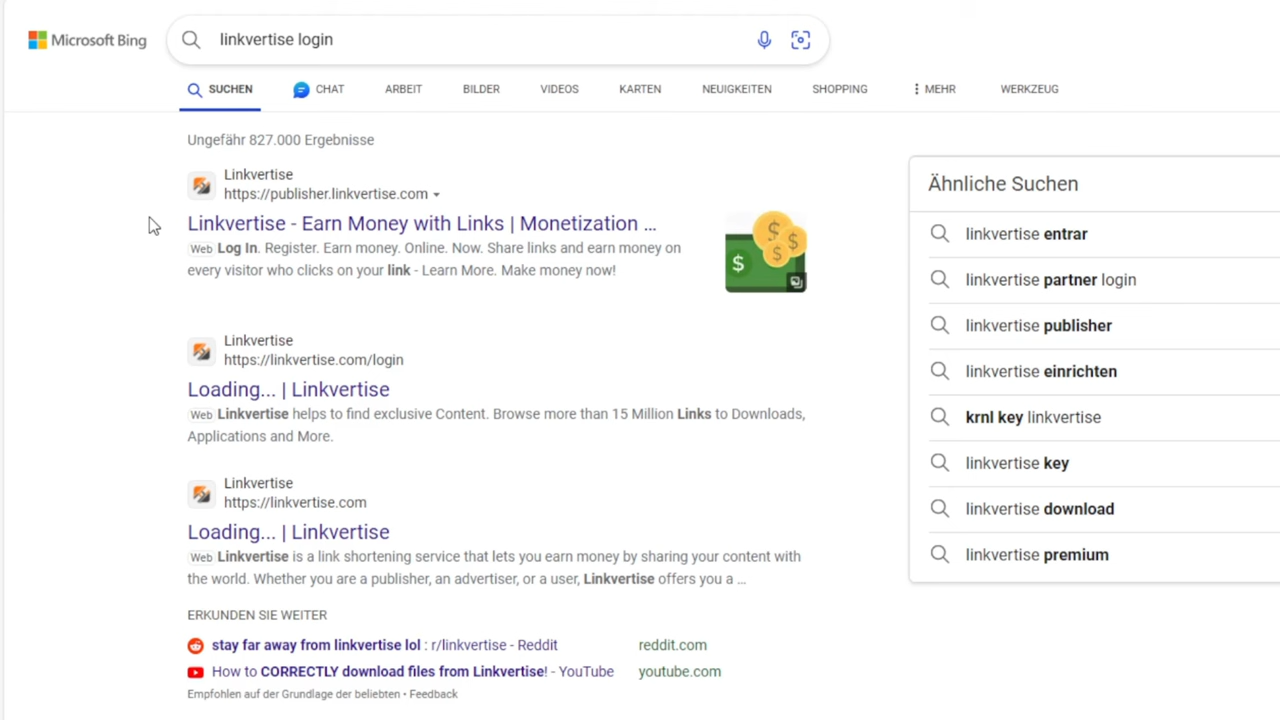 Microsoft Bing
linkvertise login
SUCHEN
CHAT
ARBEIT
BILDER
VIDEOS
KARTEN
NEUIGKEITEN
SHOPPING
MEHR
WERKZEUG
Ungefähr 827.000 Ergebnisse
Linkvertise
https://publisher.linkvertise.com
Linkvertise - Earn Money with Links | Monetization ...
Web Log In. Register. Earn money. Online. Now. Share links and earn money on
every visitor who clicks on your link - Learn More. Make money now!
Linkvertise
https://linkvertise.com/login
Loading... | Linkvertise
Web Linkvertise helps to find exclusive Content. Browse more than 15 Million Links to Downloads,
Applications and More.
Linkvertise
https://linkvertise.com
Loading... | Linkvertise
Web Linkvertise is a link shortening service that lets you earn money by sharing your content with
the world. Whether you are a publisher, an advertiser, or a user, Linkvertise offers you a ...
ERKUNDEN SIE WEITER
stay far away from linkvertise lol : r/linkvertise - Reddit reddit.com
How to CORRECTLY download files from Linkvertise! - YouTube youtube.com
Empfohlen auf der Grundlage der beliebten • Feedback
Ähnliche Suchen
linkvertise entrar
linkvertise partner login
linkvertise publisher
linkvertise einrichten
krnl key linkvertise
linkvertise key
linkvertise download
linkvertise premium